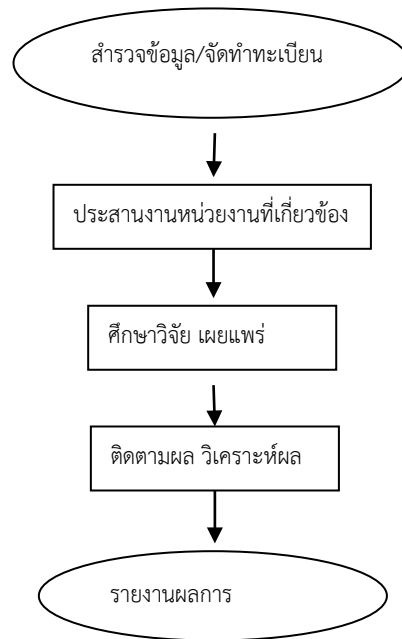 สำรวจข้อมูล/จัดทำทะเบียน
ประสานงานหน่วยงานที่เกี่ยวข้อง
ศึกษาวิจัย เผยแพร่
ติดตามผล วิเคราะห์ผล
รายงานผลการ